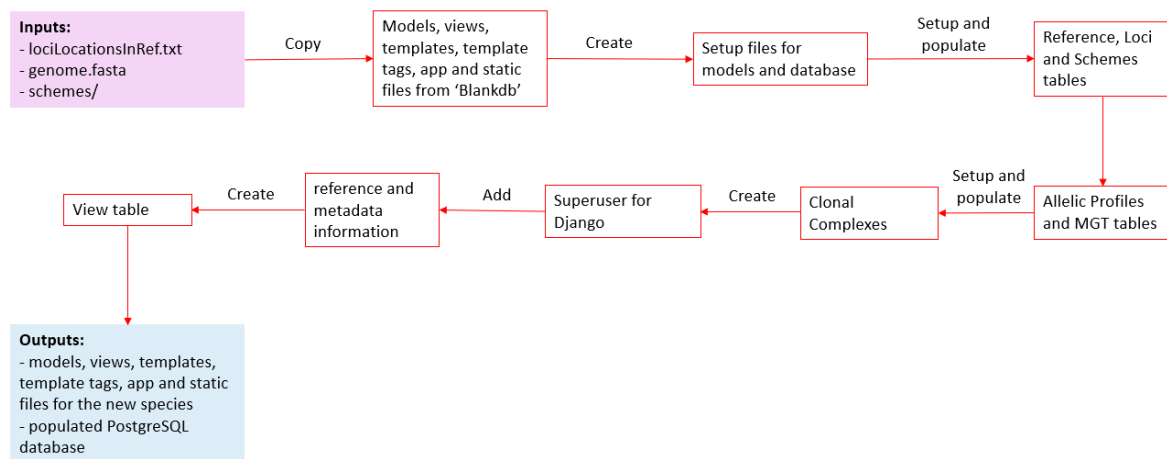 Inputs:
- lociLocationsInRef.txt
- genome.fasta
- schemes/
Copy
Models, views,
templates, template
tags, app and static
files from ‘Blankdb’
Create
Setup files for
models and database
Setup and
populate
Reference, Loci
and Schemes
tables
Allelic Profiles
and MGT tables
Setup and
populate
Clonal
Complexes
Create
Superuser for
Django
Add
reference and
metadata
information
Create
View table
Outputs:
- models, views, templates,
template tags, app and static
files for the new species
- populated PostgreSQL
database